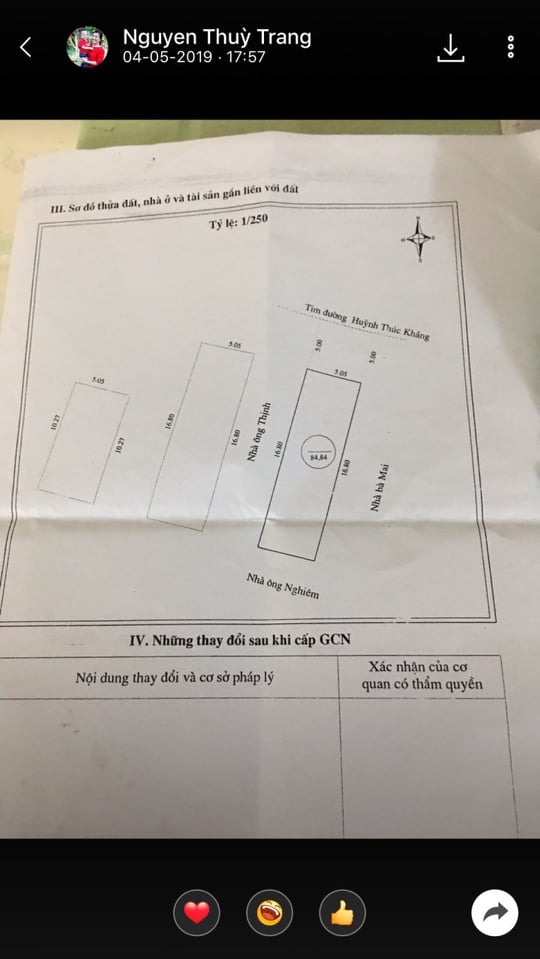 Nguyen Thuỳ Trang
04-05-2019 · 17:57
III. Sơ đồ thửa đất, nhà ở và tài sản gắn liền với đất
Tỷ lệ: 1/250
N
W E
S
Tim đường Huỳnh Thúc Kháng
5.00
5.00
5.05
5.05
5.05
10.27
10.27
16.80
16.80
Nhà ông Thịnh
16.80
84,84
16.80
Nhà bà Mai
Nhà ông Nghiêm
IV. Những thay đổi sau khi cấp GCN
Nội dung thay đổi và cơ sở pháp lý
Xác nhận của cơ
quan có thẩm quyền